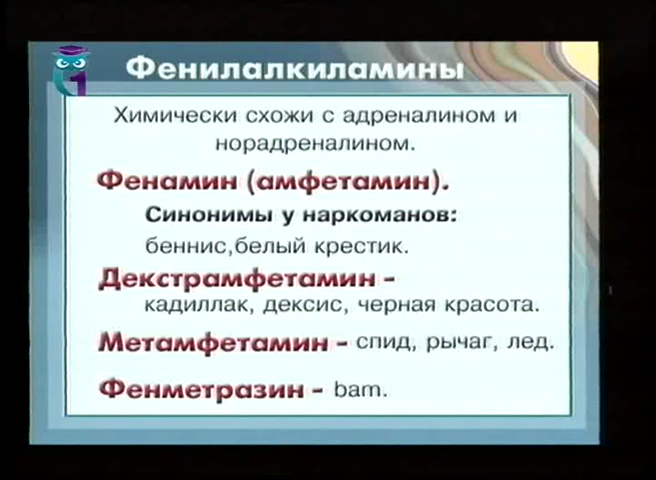 Фенилалкиламины
Химически схожи с адреналином и
норадреналином.
Фенамин (амфетамин).
Синонимы у наркоманов:
беннис,белый крестик.
Декстрамфетамин -
кадиллак, дексис, черная красота.
Метамфетамин - спид, рычаг, лед.
Фенметразин - bam.
1